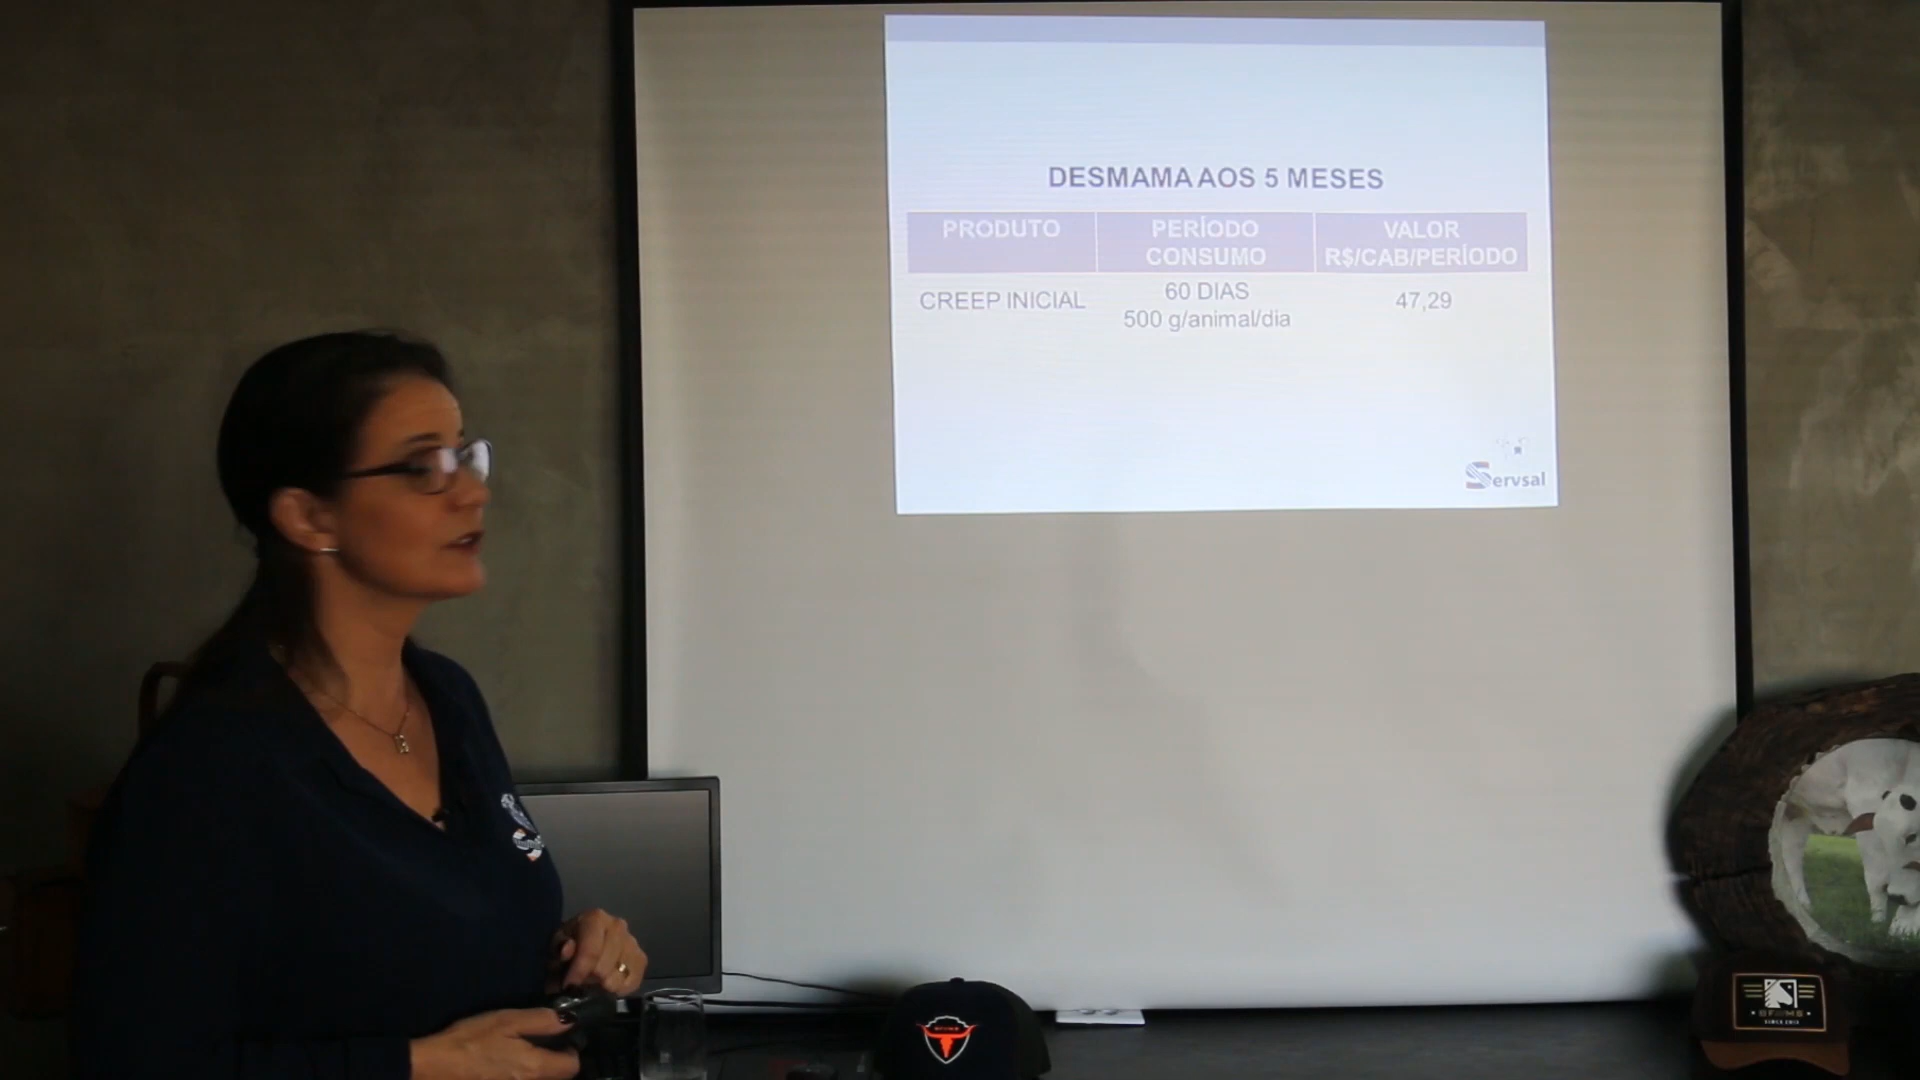 DESMAMA AOS 5 MESES
PRODUTO
PERÍODO
CONSUMO
VALOR
R$/CAB/PERÍODO
CREEP INICIAL
60 DIAS
500 g/animal/dia
47,29
Servsal